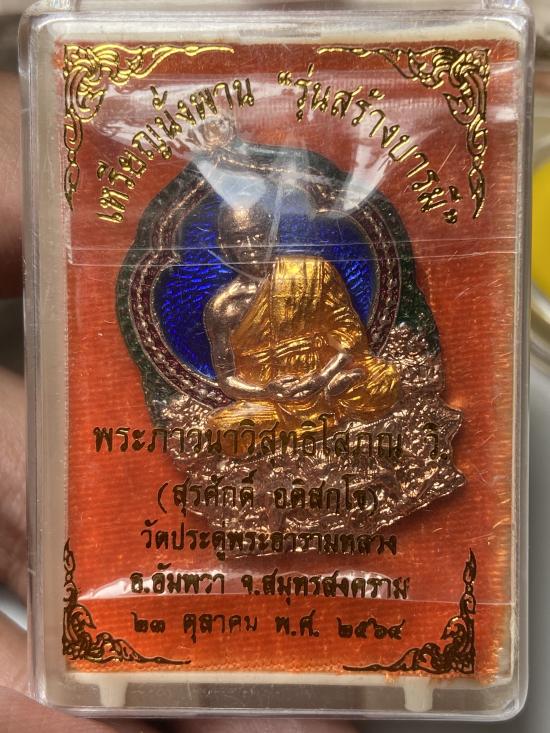 เหรียญนั่งพาน "รุ่นสร้างบารมี"
พระภาวนาวิสุทธิโสภณ วิ.
(สุรศักดิ์ อติสกฺโข)
วัดประดู่พระอารามหลวง
อ.อัมพวา จ.สมุทรสงคราม
๒๓ ตุลาคม พ.ศ. ๒๕๖๔